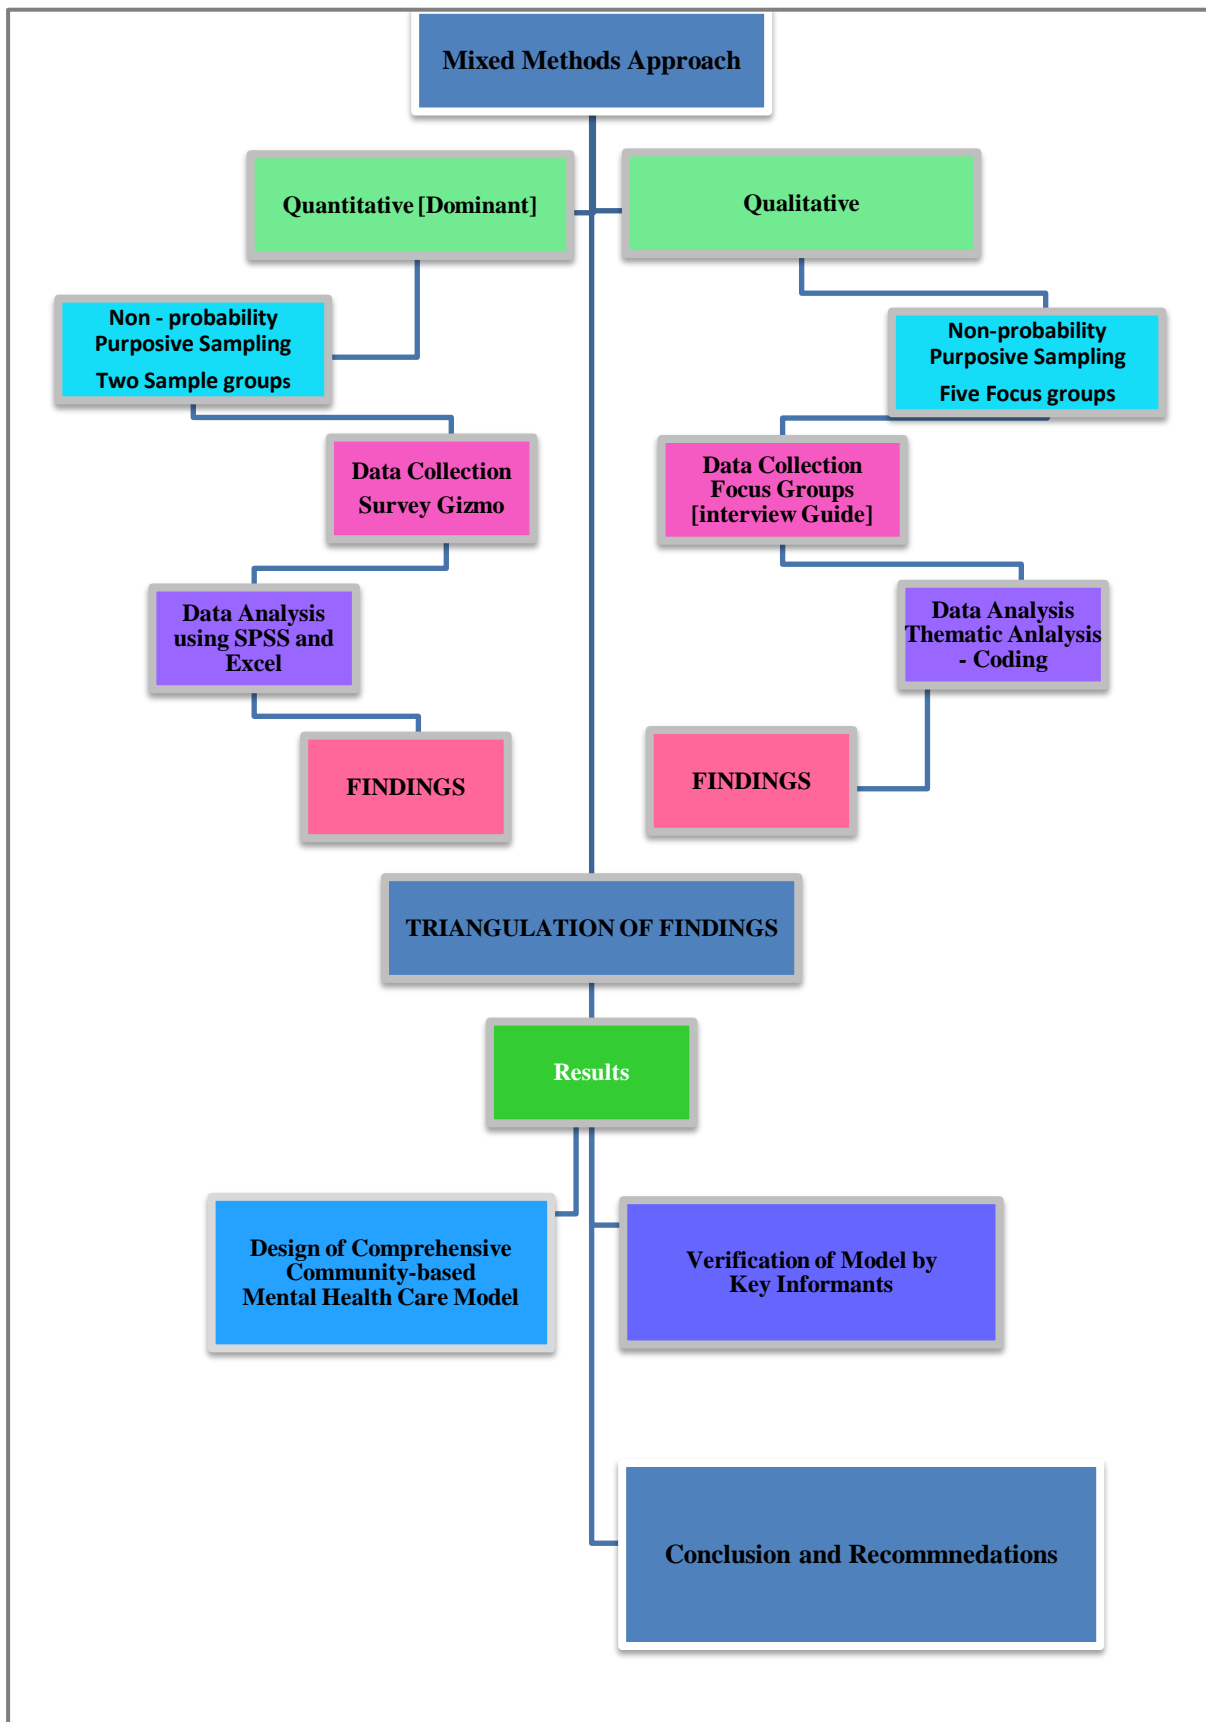 Mixed Methods Approach
Quantitative [Dominant]
Qualitative
Non - probability
Purposive Sampling
Two Sample groups
Non-probability
Purposive Sampling
Five Focus groups
Data Collection
Survey Gizmo
Data Collection
Focus Groups
[interview Guide]
Data Analysis
using SPSS and
Excel
Data Analysis
Thematic Anlalysis
- Coding
FINDINGS
FINDINGS
TRIANGULATION OF FINDINGS
Results
Design of Comprehensive
Community-based
Mental Health Care Model
Verification of Model by
Key Informants
Conclusion and Recommnedations